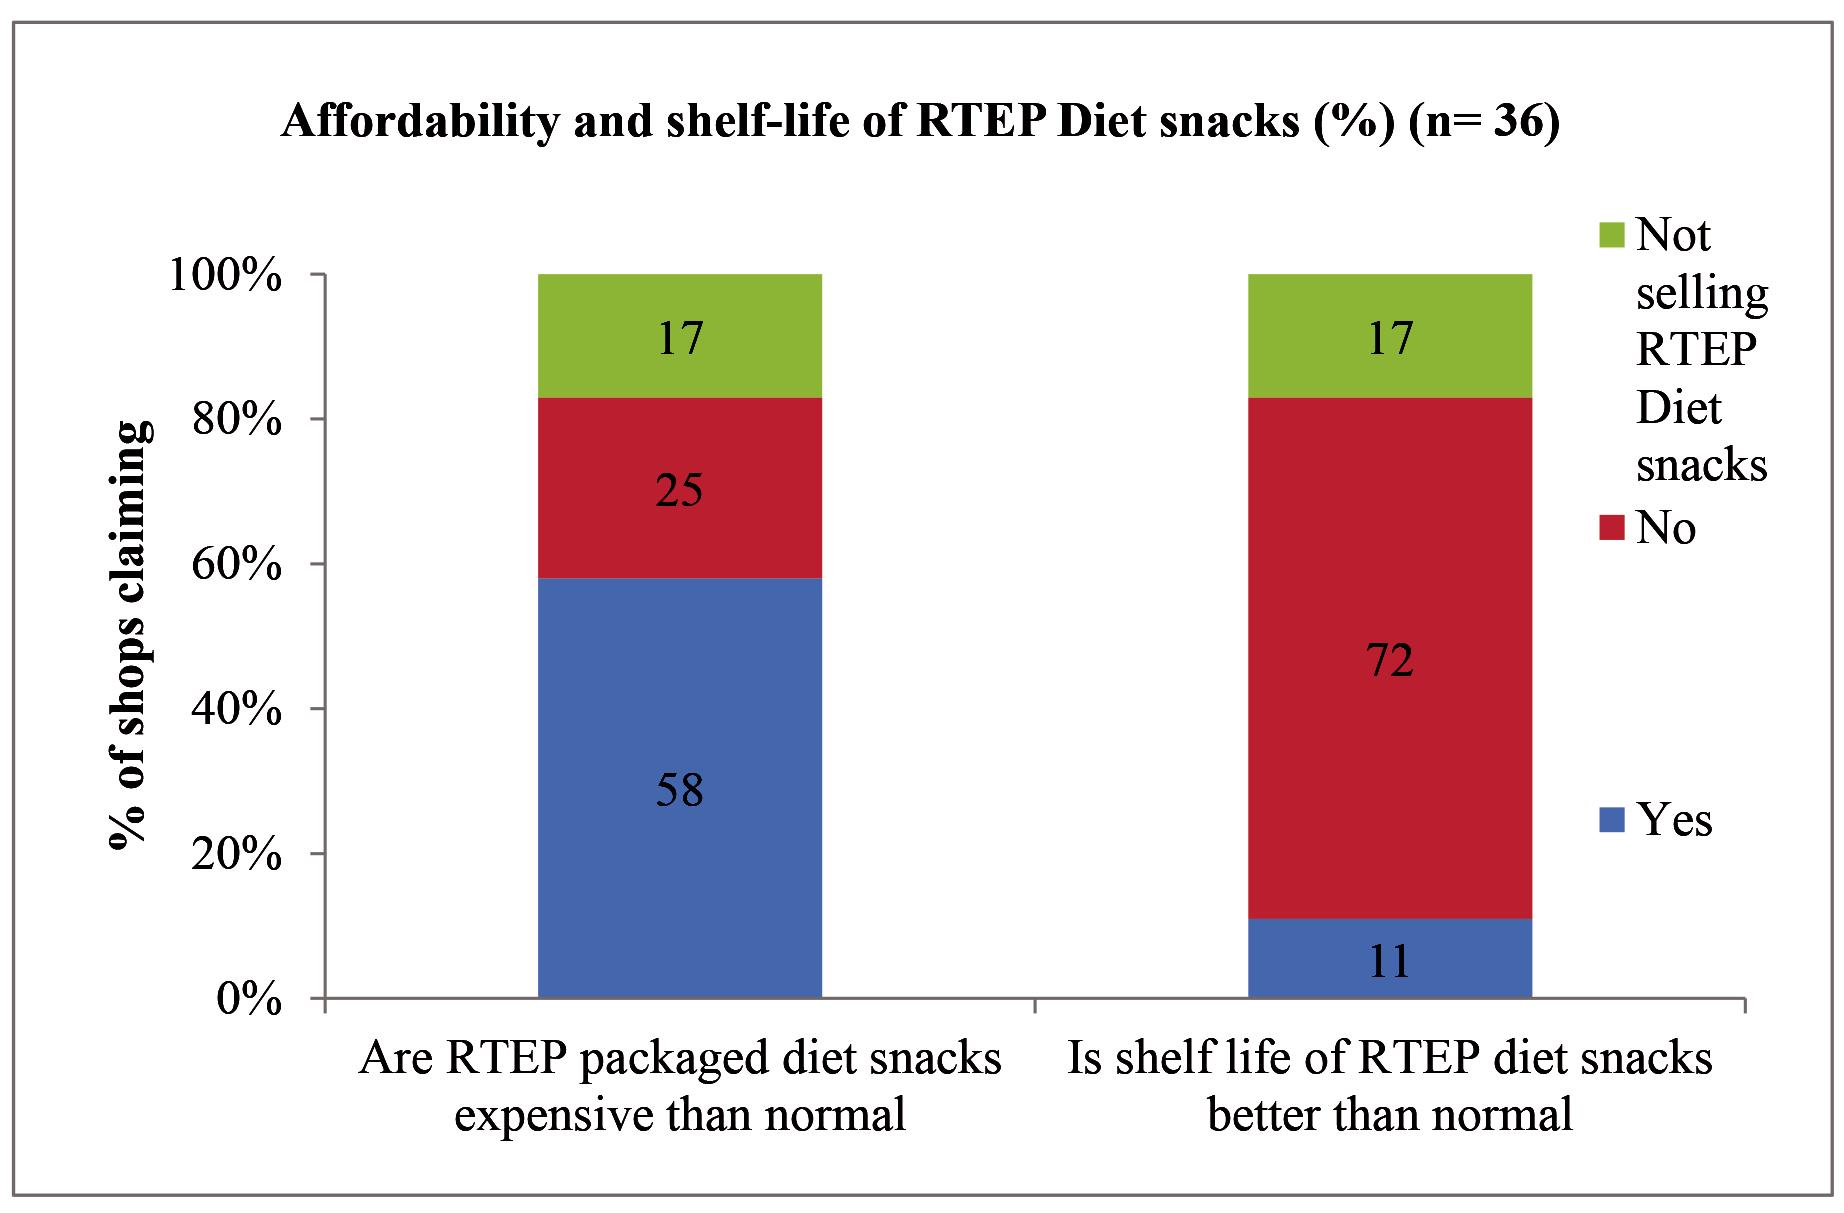 Affordability and shelf-life of RTEP Diet snacks (%) (n= 36)
% of shops claiming
100%
80%
60%
40%
20%
0%
17
25
58
17
72
11
Are RTEP packaged diet snacks
expensive than normal
Is shelf life of RTEP diet snacks
better than normal
Not
selling
RTEP
Diet
snacks
No
Yes